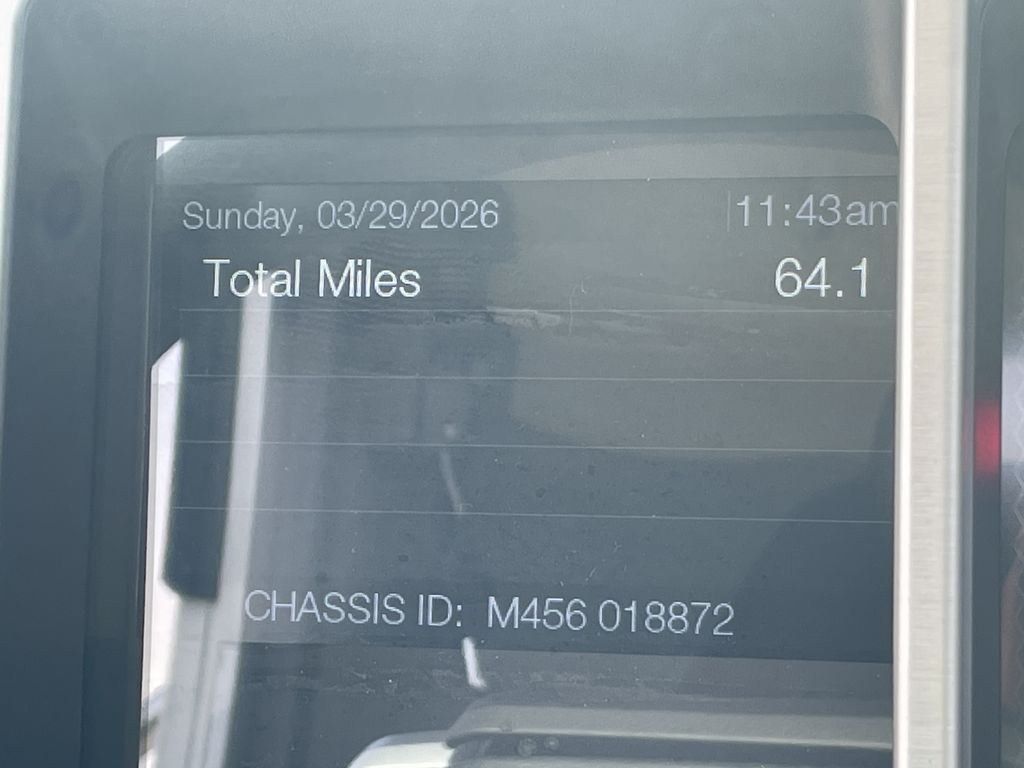 Sunday, 03/29/2026 11:43am
Total Miles 64.1
CHASSIS ID: M456 018872